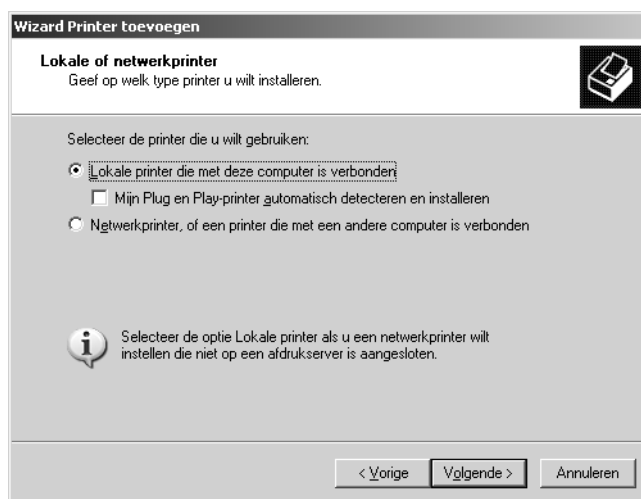 Wizard Printer toevoegen
Lokale of netwerkprinter
Geef op welk type printer u wilt installeren.
Selecteer de printer die u wilt gebruiken:
Lokale printer die met deze computer is verbonden
Mijn Plug en Play-printer automatisch detecteren en installeren
Netwerkprinter, of een printer die met een andere computer is verbonden
Selecteer de optie Lokale printer als u een netwerkprinter wilt
instellen die niet op een afdrukserver is aangesloten.
< Vorige Volgende > Annuleren